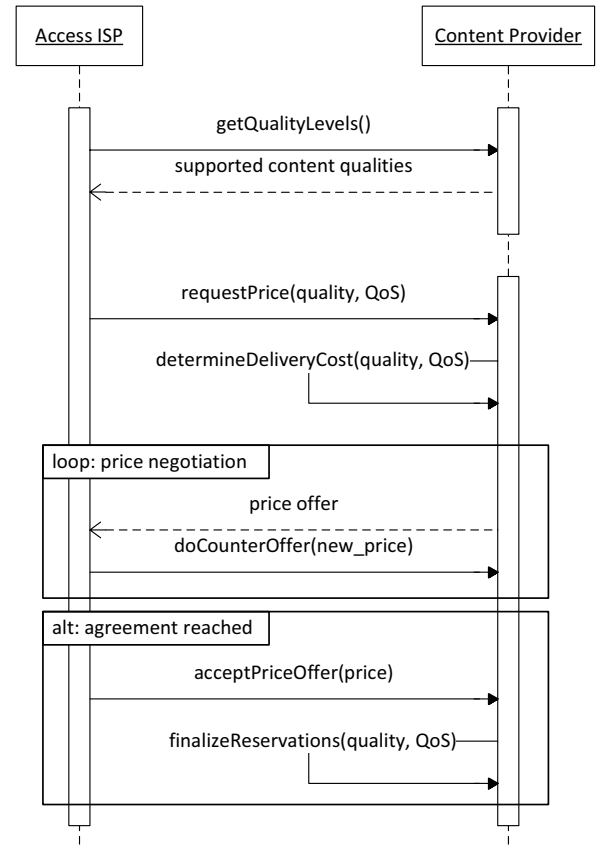 Access ISP
Content Provider
getQualityLevels()
supported content qualities
requestPrice(quality, QoS)
determineDeliveryCost(quality, QoS)
loop: price negotiation
price offer
doCounterOffer(new_price)
alt: agreement reached
acceptPriceOffer(price)
finalizeReservations(quality, QoS)